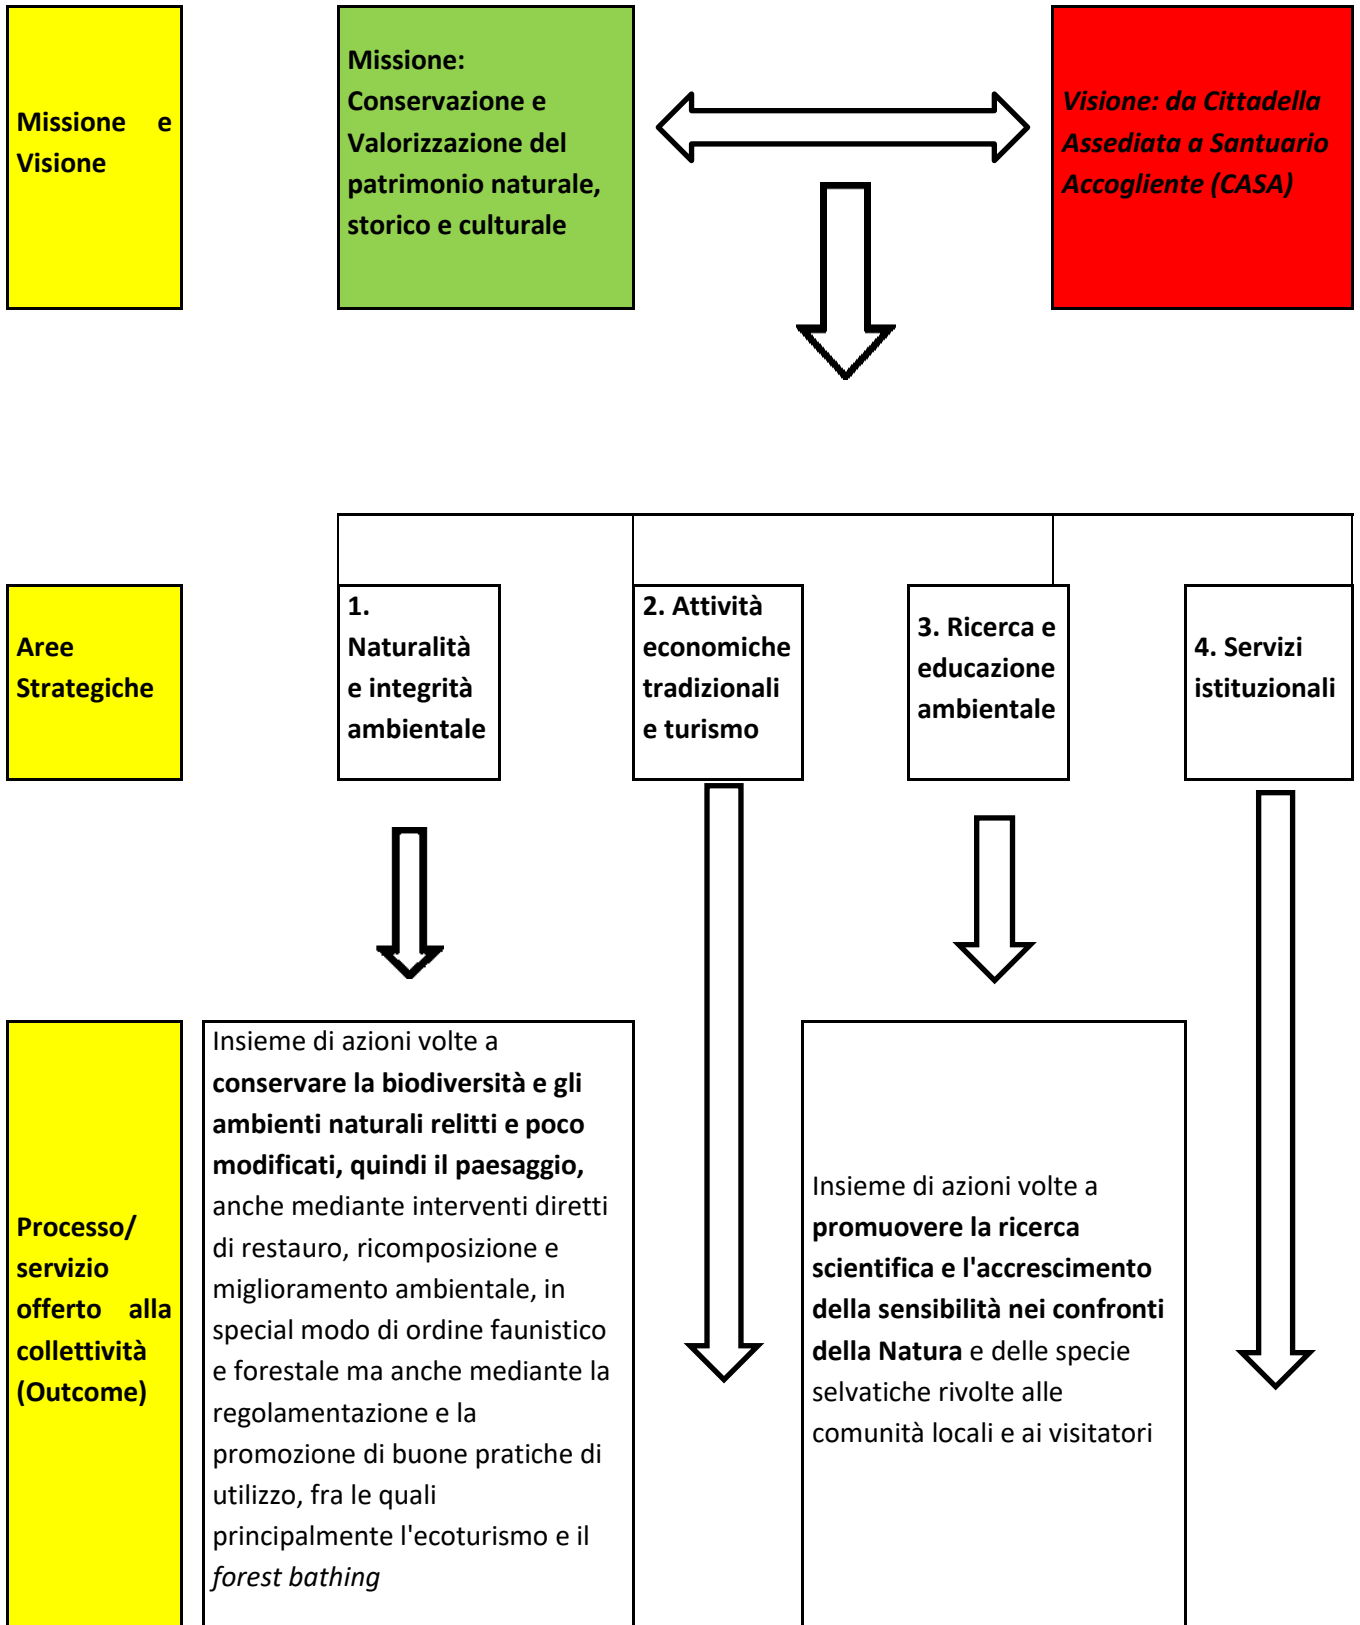 Missione e
Visione
Missione:
Conservazione e
Valorizzazione del
patrimonio naturale,
storico e culturale
Visione: da Cittadella
Assediata a Santuario
Accogliente (CASA)
Aree
Strategiche
1.
Naturalità
e integrità
ambientale
2. Attività
economiche
tradizionali
e turismo
3. Ricerca e
educazione
ambientale
4. Servizi
istituzionali
Processo/
servizio
offerto alla
collettività
(Outcome)
Insieme di azioni volte a
conservare la biodiversità e gli
ambienti naturali relitti e poco
modificati, quindi il paesaggio,
anche mediante interventi diretti
di restauro, ricomposizione e
miglioramento ambientale, in
special modo di ordine faunistico
e forestale ma anche mediante la
regolamentazione e la
promozione di buone pratiche di
utilizzo, fra le quali
principalmente l'ecoturismo e il
forest bathing
Insieme di azioni volte a
promuovere la ricerca
scientifica e l'accrescimento
della sensibilità nei confronti
della Natura e delle specie
selvatiche rivolte alle
comunità locali e ai visitatori